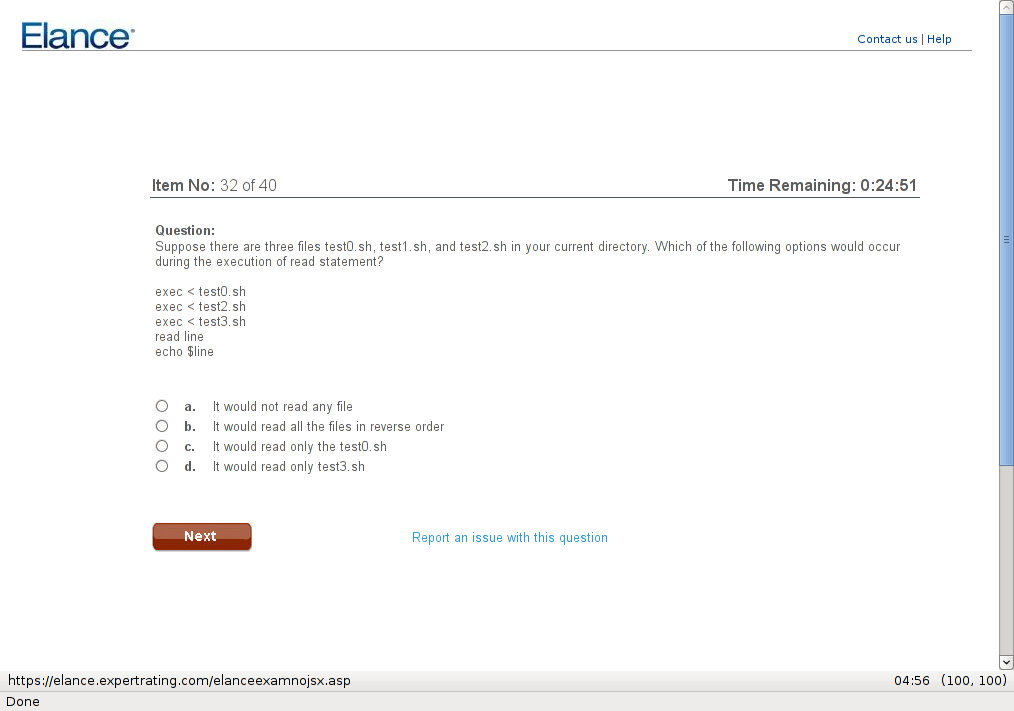 Elance
Contact us | Help
Item No: 32 of 40
Time Remaining: 0:24:51
Question:
Suppose there are three files test0.sh, test1.sh, and test2.sh in your current directory. Which of the following options would occur
during the execution of read statement?
exec < test0.sh
exec < test2.sh
exec < test3.sh
read line
echo $line
a. It would not read any file
b. It would read all the files in reverse order
c. It would read only the test0.sh
d. It would read only test3.sh
Next
Report an issue with this question
https://elance.expertrating.com/elanceexamnojsx.asp
04:56 (100, 100)
Done